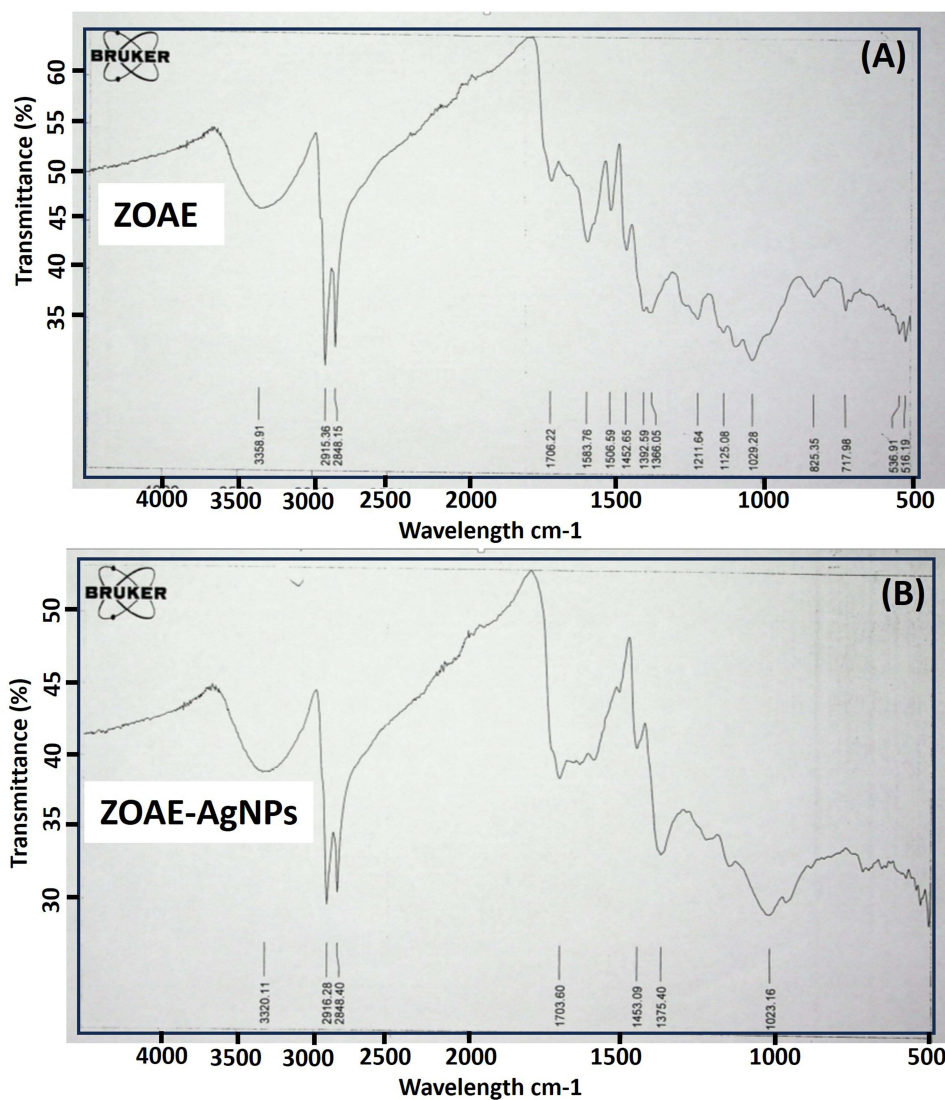 BRUKER
(A)
Transmittance (%)
60
55
50
45
40
35
ZOAE
3358.91
2915.36
2848.15
1706.22
1583.76
1506.59
1452.65
1392.59
1366.05
1211.64
1125.08
1029.28
825.35
717.98
536.91
516.19
4000 3500 3000 2500 2000 1500 1000 500
Wavelength cm-1
BRUKER
(B)
Transmittance (%)
50
45
40
35
30
ZOAE-AgNPs
3320.11
2916.28
2848.40
1703.60
1453.09
1375.40
1023.16
4000 3500 3000 2500 2000 1500 1000 500
Wavelength cm-1